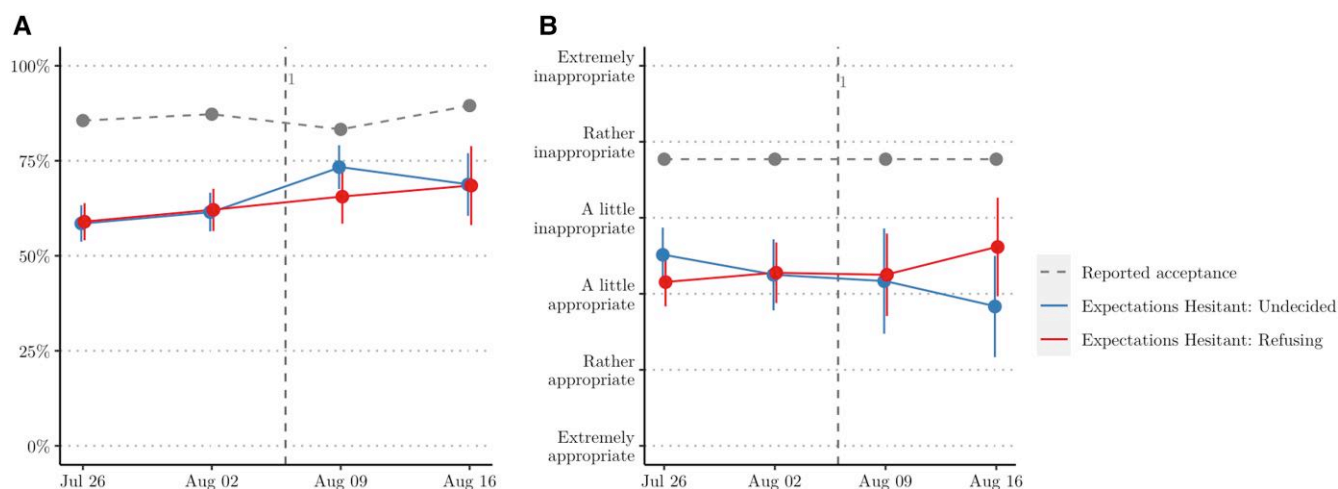 A
100%
75%
50%
25%
0%
1
Jul 26
Aug 02
Aug 09
Aug 16
B
Extremely
inappropriate
Rather
inappropriate
A little
inappropriate
A little
appropriate
Rather
appropriate
Extremely
appropriate
1
Jul 26
Aug 02
Aug 09
Aug 16
Reported acceptance
Expectations Hesitant: Undecided
Expectations Hesitant: Refusing